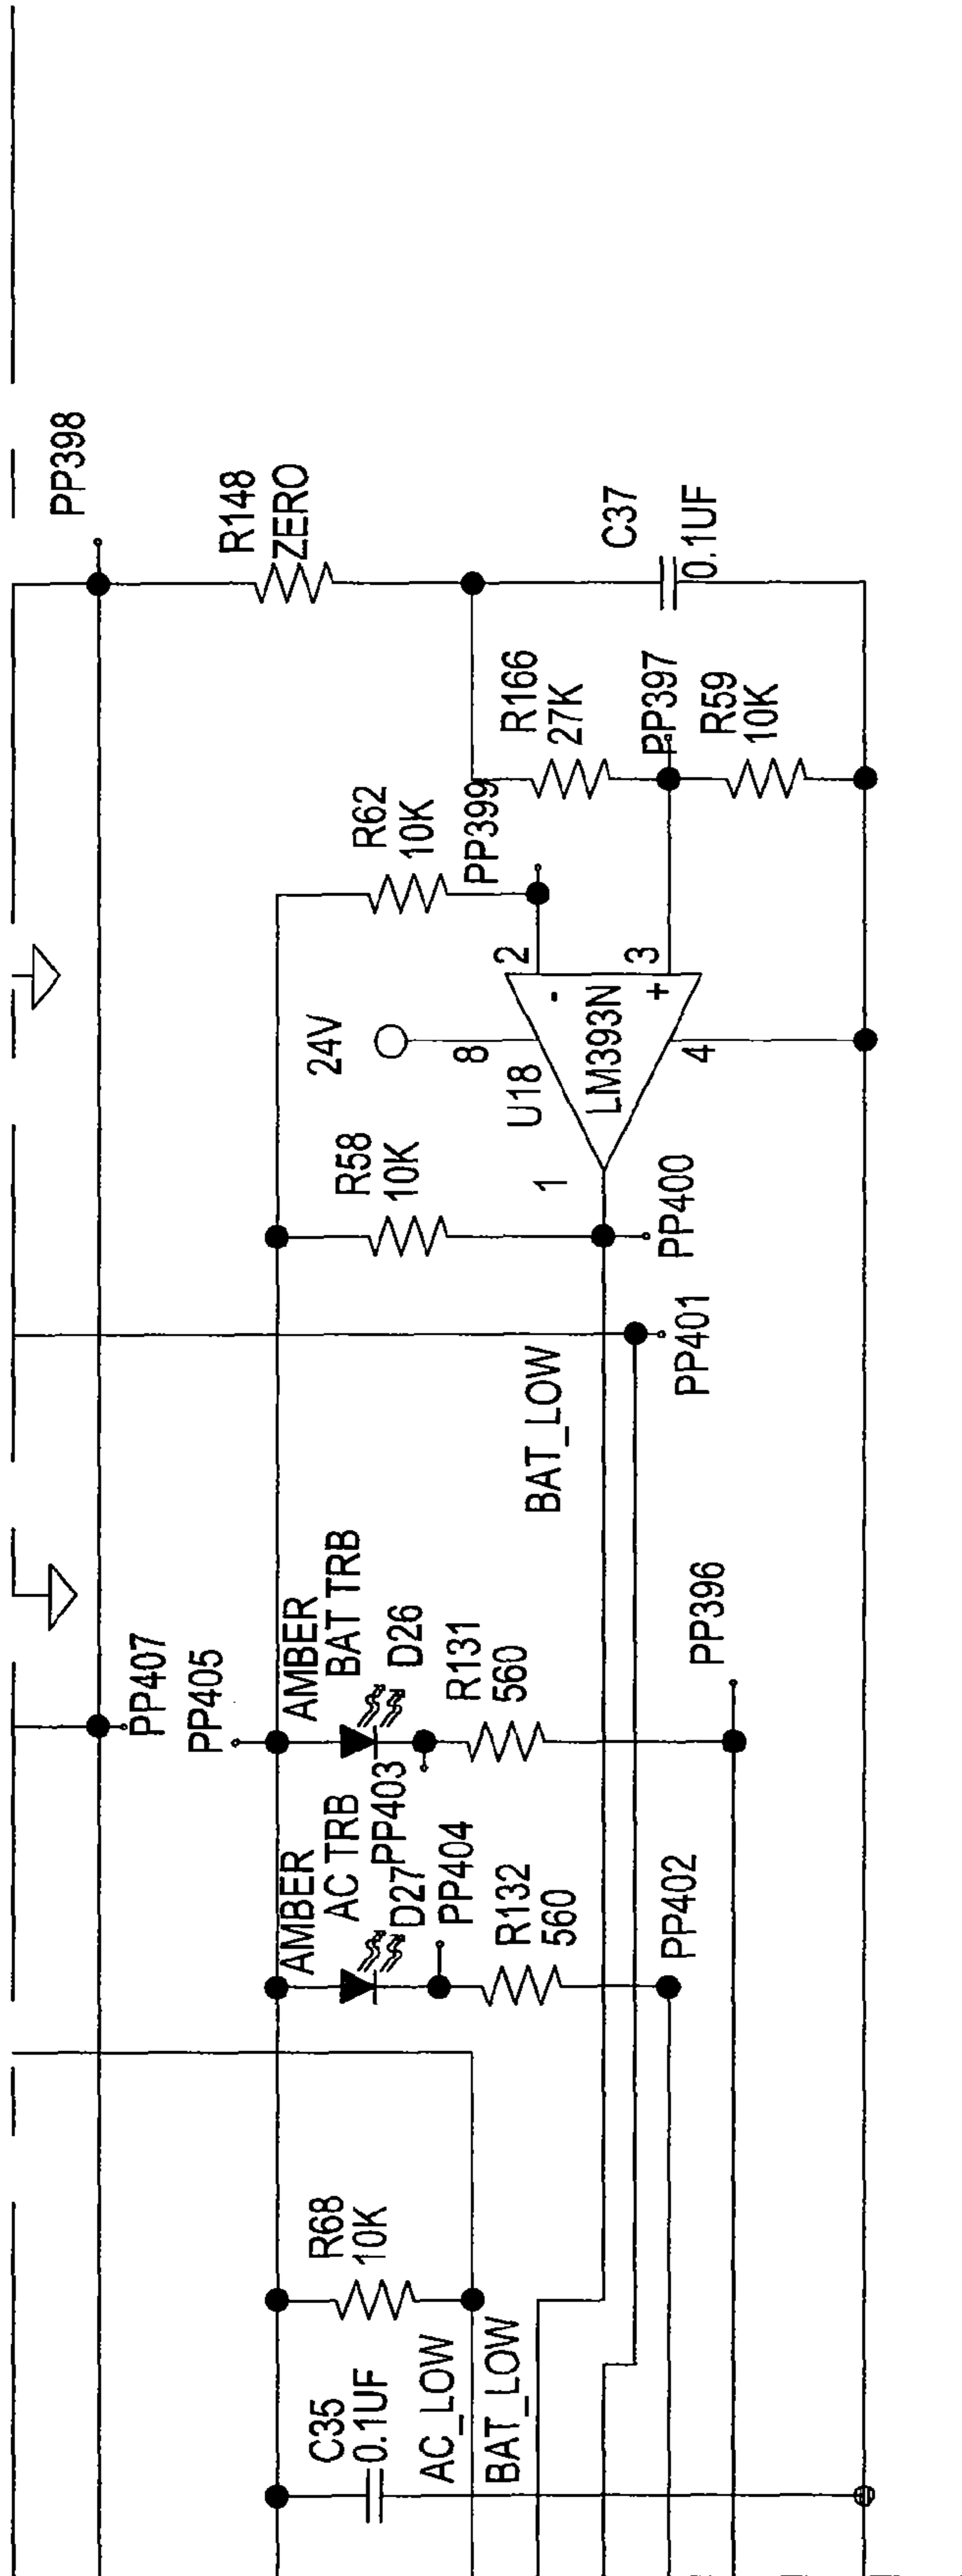 PP398
R148
ZERO
C37
0.1UF
R166
27K
PP397
R59
10K
R62
10K
PP399
2
3
-
+
24V
8
U18
LM393N
4
R58
10K
1
PP400
PP401
BAT_LOW
PP407
PP405
AMBER
BAT TRB
D26
R131
560
PP396
PP403
AMBER
AC TRB
D27
PP404
R132
560
PP402
R68
10K
C35
0.1UF
AC_LOW
BAT_LOW